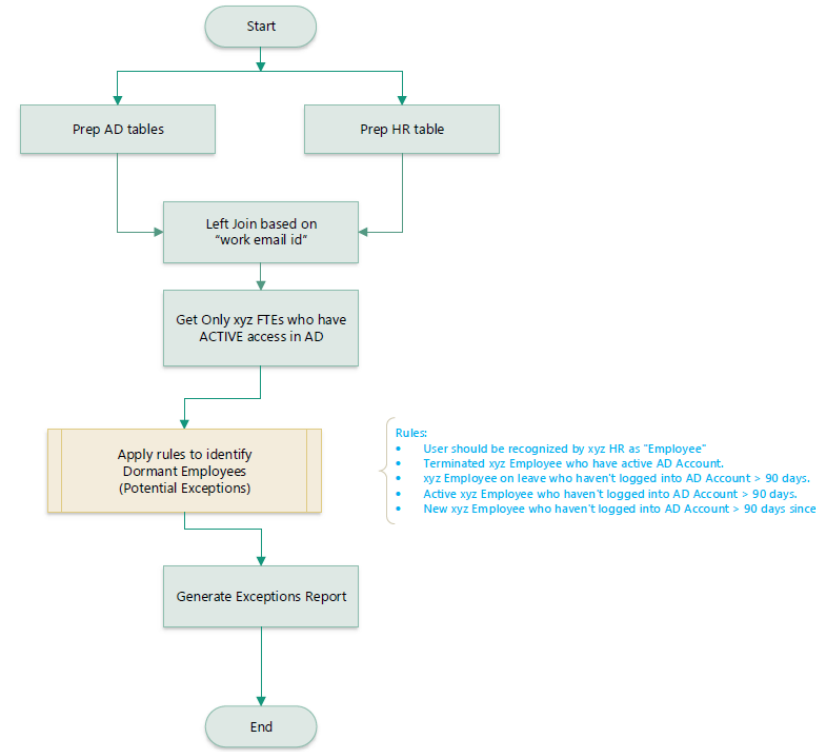 Start
Prep AD tables
Prep HR table
Left Join based on
“work email id”
Get Only xyz FTEs who have
ACTIVE access in AD
Apply rules to identify
Dormant Employees
(Potential Exceptions)
Rules:
• User should be recognized by xyz HR as "Employee"
• Terminated xyz Employee who have active AD Account.
• xyz Employee on leave who haven't logged into AD Account > 90 days.
• Active xyz Employee who haven't logged into AD Account > 90 days.
• New xyz Employee who haven't logged into AD Account > 90 days since
Generate Exceptions Report
End